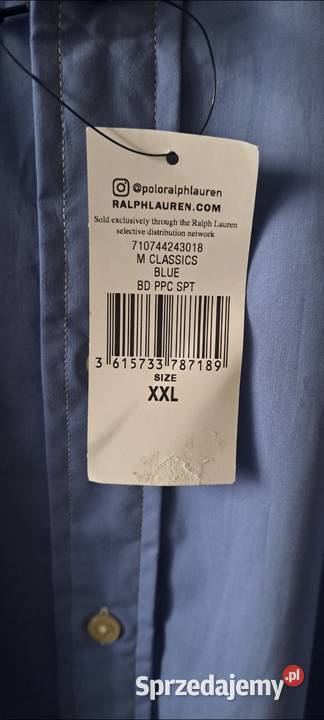 @poloralphlauren
RALPHLAUREN.COM
Sold exclusively through the Ralph Lauren
selective distribution network
710744243018
M CLASSICS
BLUE
BD PPC SPT
3 615733 787189
SIZE
XXL
Sprzedajemy.pl